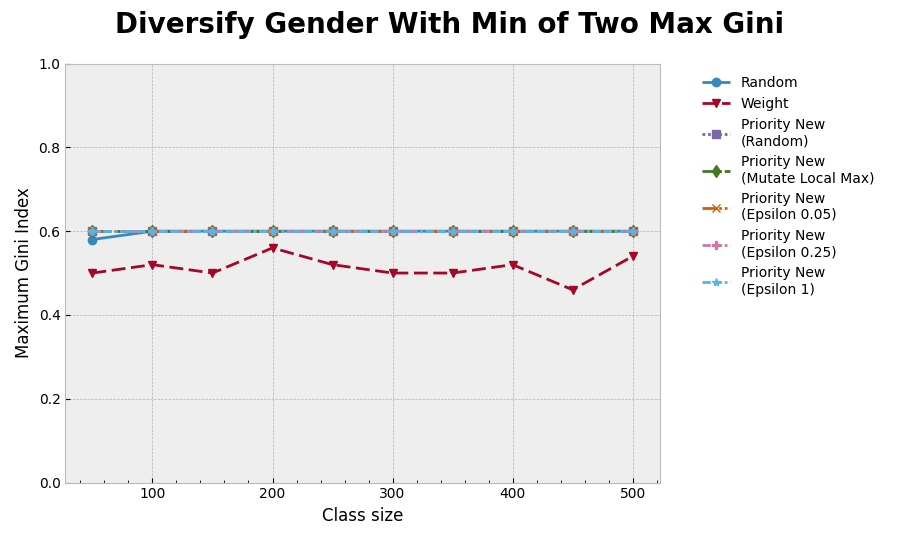 Diversify Gender With Min of Two Max Gini
Maximum Gini Index
1.0
0.8
0.6
0.4
0.2
0.0
100
200
300
400
500
Class size
Random
Weight
Priority New
(Random)
Priority New
(Mutate Local Max)
Priority New
(Epsilon 0.05)
Priority New
(Epsilon 0.25)
Priority New
(Epsilon 1)